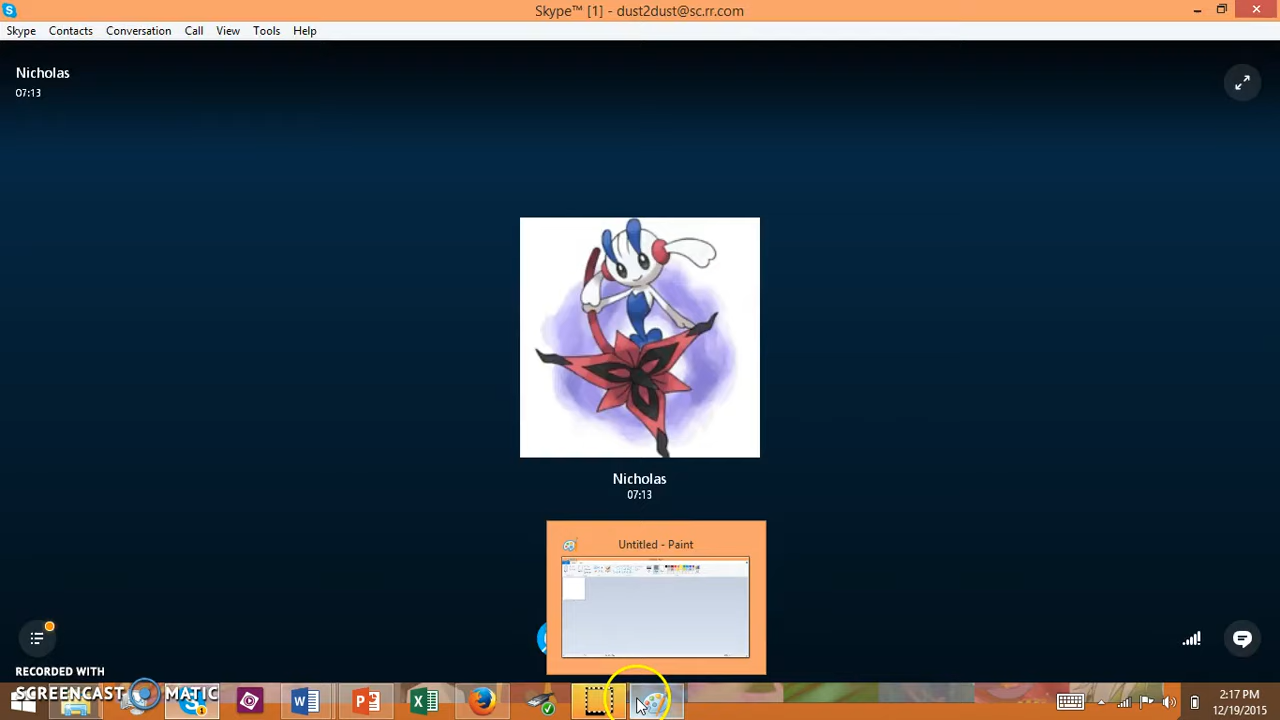 Skype™ [1] - dust2dust@sc.rr.com
Skype Contacts Conversation Call View Tools Help
Nicholas
07:13
Nicholas
07:13
Untitled - Paint
RECORDED WITH
SCREENCAST MATIC
2:17 PM
12/19/2015